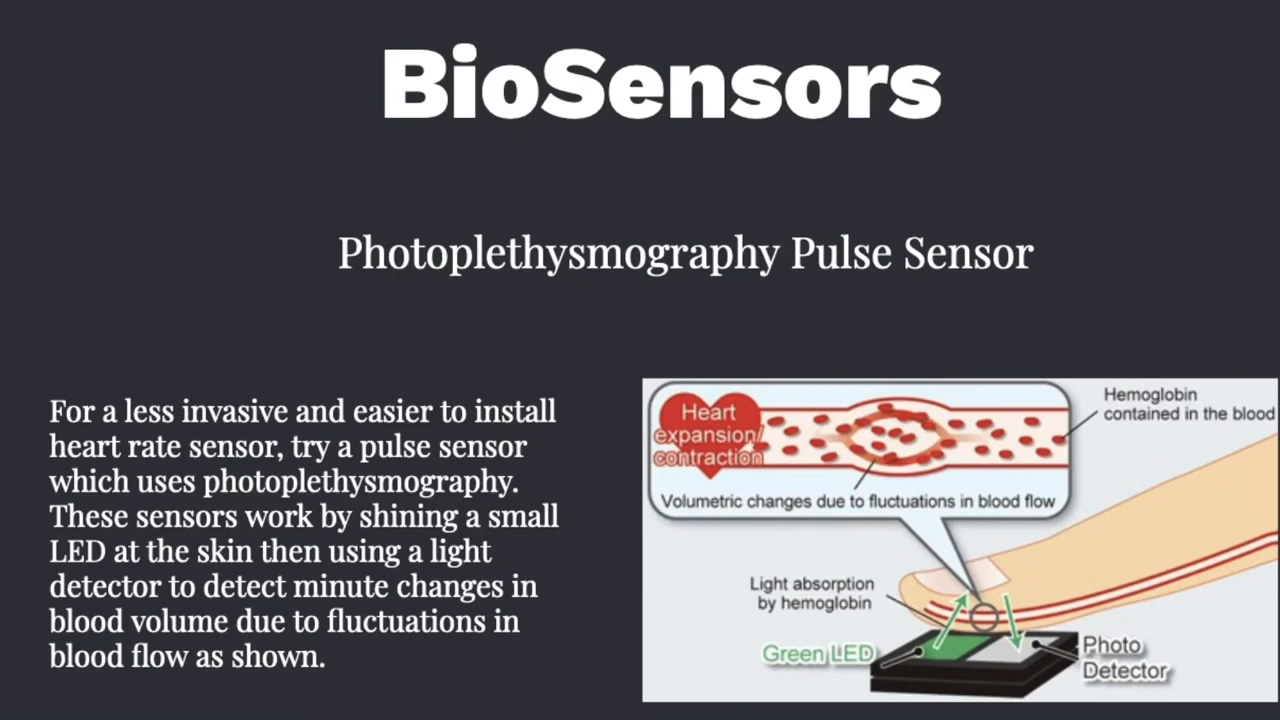 BioSensors
Photoplethysmography Pulse Sensor
For a less invasive and easier to install
heart rate sensor, try a pulse sensor
which uses photoplethysmography.
These sensors work by shining a small
LED at the skin then using a light
detector to detect minute changes in
blood volume due to fluctuations in
blood flow as shown.
Heart
expansion/
contraction
Hemoglobin
contained in the blood
Volumetric changes due to fluctuations in blood flow
Light absorption
by hemoglobin
Green LED
Photo
Detector